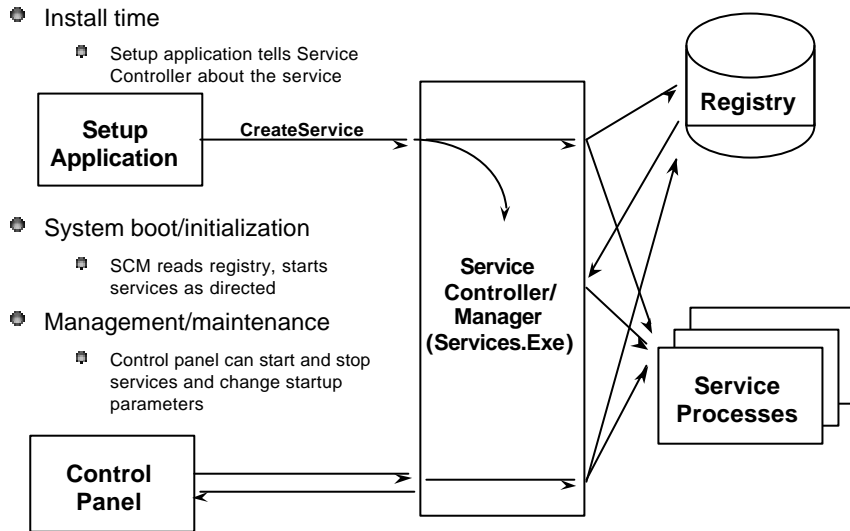 Install time
Setup application tells Service
Controller about the service
Setup
Application
CreateService
Registry
System boot/initialization
SCM reads registry, starts
services as directed
Management/maintenance
Control panel can start and stop
services and change startup
parameters
Service
Controller/
Manager
(Services.Exe)
Service
Processes
Control
Panel